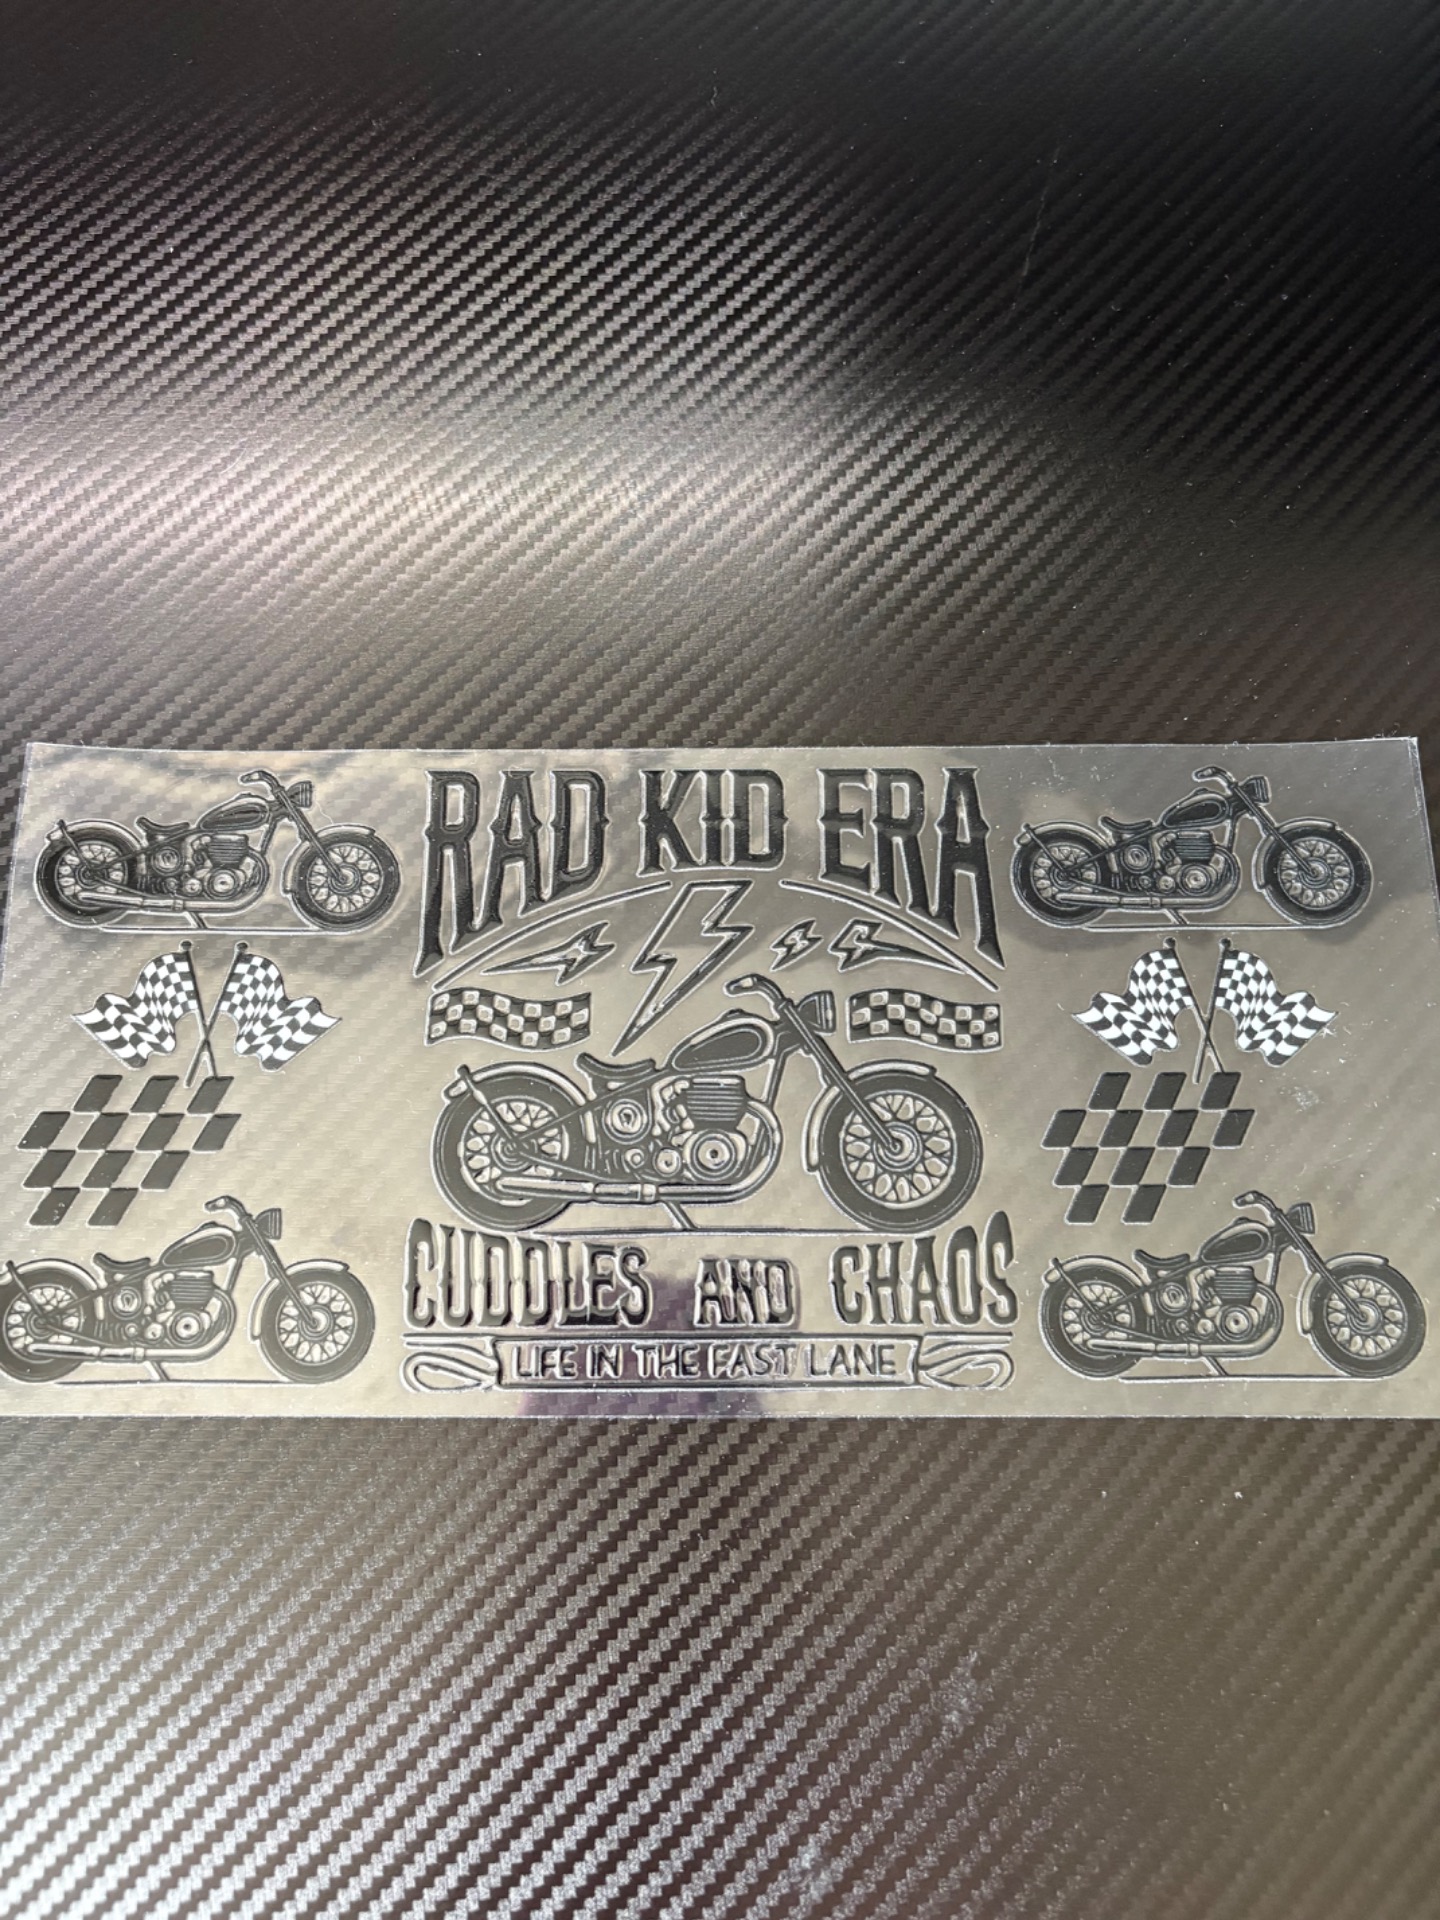 RAD KID ERA
CUDDLES AND CHAOS
LIFE IN THE FAST LANE